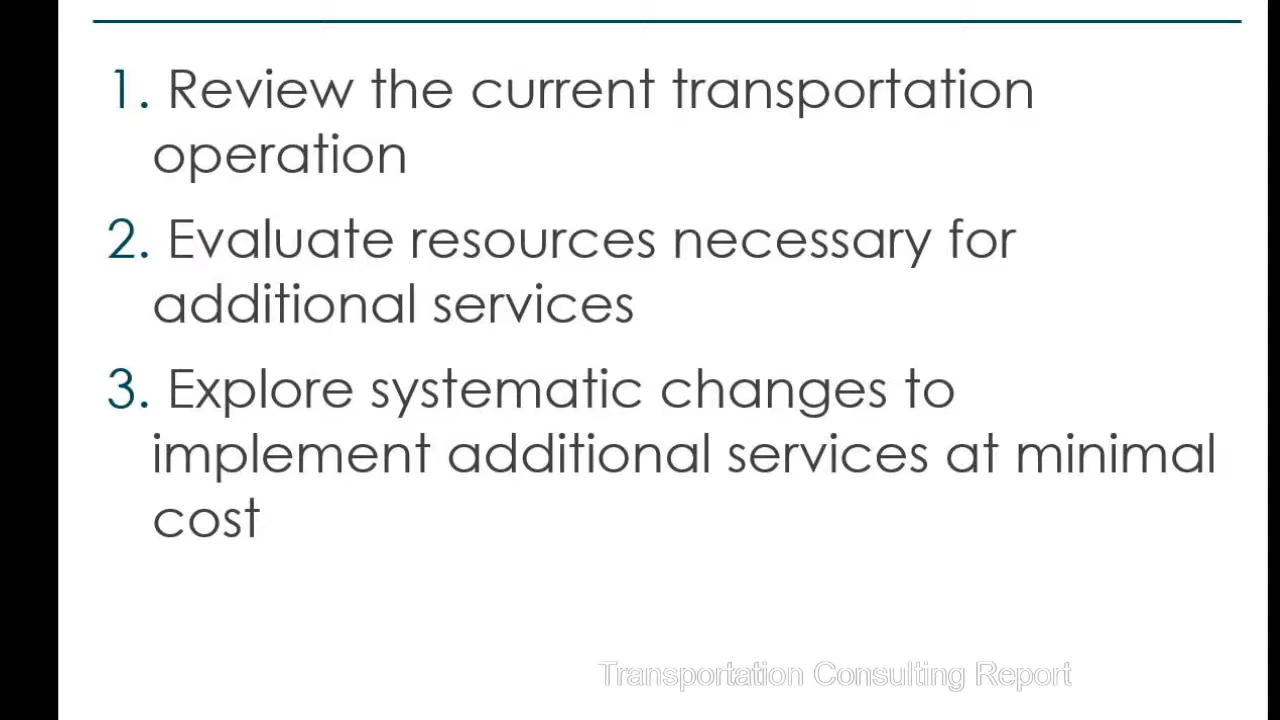 1. Review the current transportation
operation
2. Evaluate resources necessary for
additional services
3. Explore systematic changes to
implement additional services at minimal
cost
Transportation Consulting Report